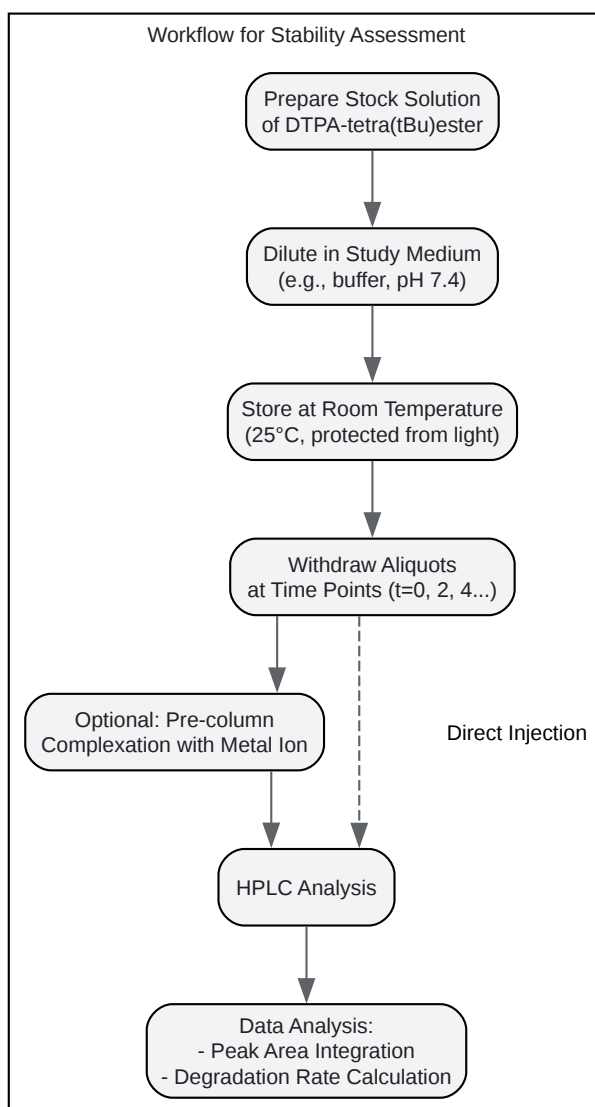 Workflow for Stability Assessment
Prepare Stock Solution
of DTPA-tetra(tBu)ester
Dilute in Study Medium
(e.g., buffer, pH 7.4)
Store at Room Temperature
(25°C, protected from light)
Withdraw Aliquots
at Time Points (t=0, 2, 4...)
Optional: Pre-column
Complexation with Metal Ion
Direct Injection
HPLC Analysis
Data Analysis:
- Peak Area Integration
- Degradation Rate Calculation